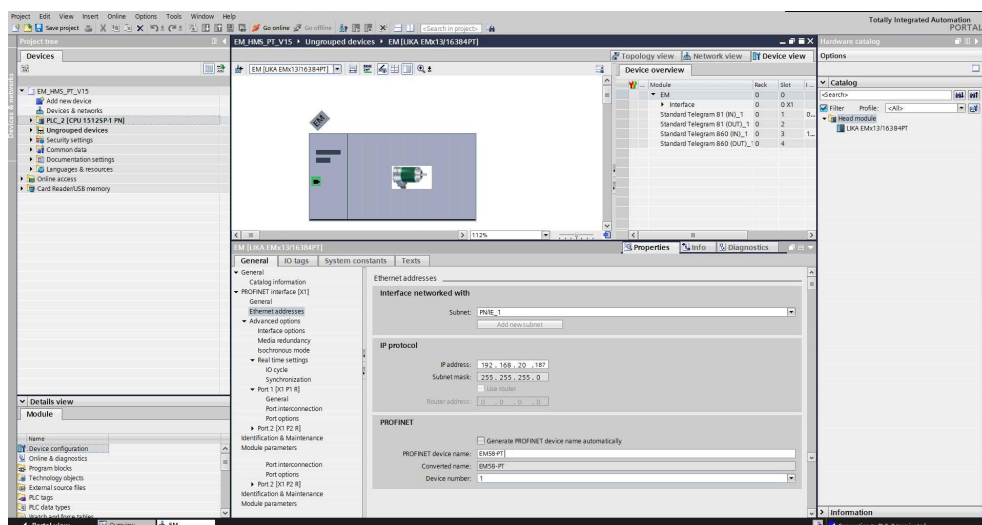 Project Edit View Insert Online Options Tools Window Help
Totally Integrated Automation
PORTAL
Save project
Go online Go offline <Search in project>
Project tree
EM_HMS_PT_V15 Ungrouped devices EM [LIKA EMx13/16384PT]
Hardware catalog
Devices
Topology view Network view Device view
Options
EM [LIKA EMx13/16384PT]
Device overview
Devices & networks
EM_HMS_PT_V15
Add new device
Devices & networks
PLC_2 [CPU 1512SP-1 PN]
Ungrouped devices
Security settings
Common data
Documentation settings
Languages & resources
Online access
Card Reader/USB memory
EM
... Module Rack Slot I...
EM 0 0
Interface 0 0 X1
Standard Telegram 81 (IN)_1 0 1 0...
Standard Telegram 81 (OUT)_1 0 2
Standard Telegram 860 (IN)_1 0 3 1...
Standard Telegram 860 (OUT)_1 0 4
Catalog
<Search>
Filter Profile: <All>
Head module
LIKA EMx13/16384PT
112%
EM [LIKA EMx13/16384PT]
Properties Info Diagnostics
General IO tags System constants Texts
General
Catalog information
PROFINET interface [X1]
General
Ethernet addresses
Advanced options
Interface options
Media redundancy
Isochronous mode
Real time settings
IO cycle
Synchronization
Port 1 [X1 P1 R]
General
Port interconnection
Port options
Port 2 [X1 P2 R]
Identification & Maintenance
Module parameters
Port interconnection
Port options
Port 2 [X1 P2 R]
Identification & Maintenance
Module parameters
Ethernet addresses
Interface networked with
Subnet: PN/IE_1
Add new subnet
IP protocol
IP address: 192 . 168 . 20 . 187
Subnet mask: 255 . 255 . 255 . 0
Use router
Router address: 0 . 0 . 0 . 0
PROFINET
Generate PROFINET device name automatically
PROFINET device name: EM58-PT
Converted name: EM58-PT
Device number: 1
Details view
Module
Name
Device configuration
Online & diagnostics
Program blocks
Technology objects
External source files
PLC tags
PLC data types
Watch and force tables
Information
Portal view Overview EM